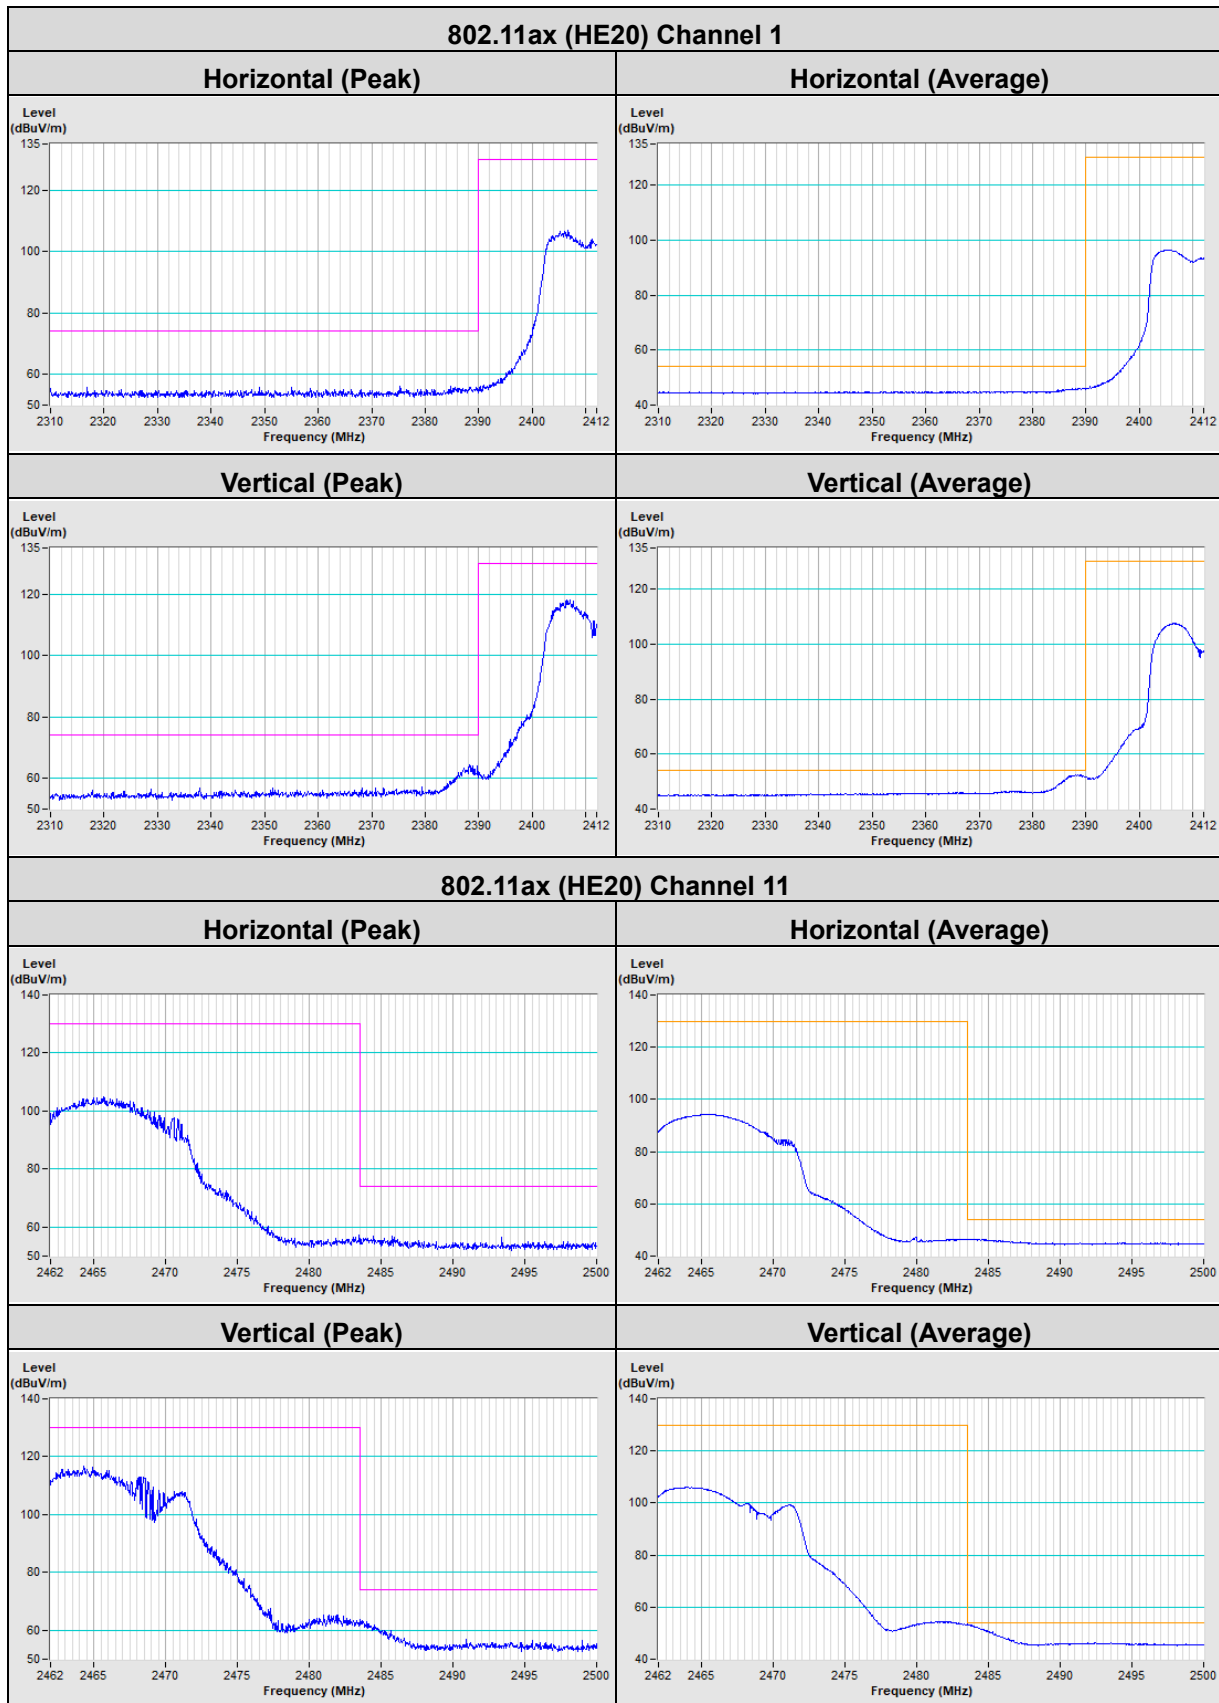 802.11ax (HE20) Channel 1
Horizontal (Peak)
Horizontal (Average)
Level
(dBuV/m)
135
120
100
80
60
50
2310 2320 2330 2340 2350 2360 2370 2380 2390 2400 2412
Frequency (MHz)
Level
(dBuV/m)
135
120
100
80
60
40
2310 2320 2330 2340 2350 2360 2370 2380 2390 2400 2412
Frequency (MHz)
Vertical (Peak)
Vertical (Average)
Level
(dBuV/m)
135
120
100
80
60
50
2310 2320 2330 2340 2350 2360 2370 2380 2390 2400 2412
Frequency (MHz)
Level
(dBuV/m)
135
120
100
80
60
40
2310 2320 2330 2340 2350 2360 2370 2380 2390 2400 2412
Frequency (MHz)
802.11ax (HE20) Channel 11
Horizontal (Peak)
Horizontal (Average)
Level
(dBuV/m)
140
120
100
80
60
50
2462 2465 2470 2475 2480 2485 2490 2495 2500
Frequency (MHz)
Level
(dBuV/m)
140
120
100
80
60
40
2462 2465 2470 2475 2480 2485 2490 2495 2500
Frequency (MHz)
Vertical (Peak)
Vertical (Average)
Level
(dBuV/m)
140
120
100
80
60
50
2462 2465 2470 2475 2480 2485 2490 2495 2500
Frequency (MHz)
Level
(dBuV/m)
140
120
100
80
60
40
2462 2465 2470 2475 2480 2485 2490 2495 2500
Frequency (MHz)